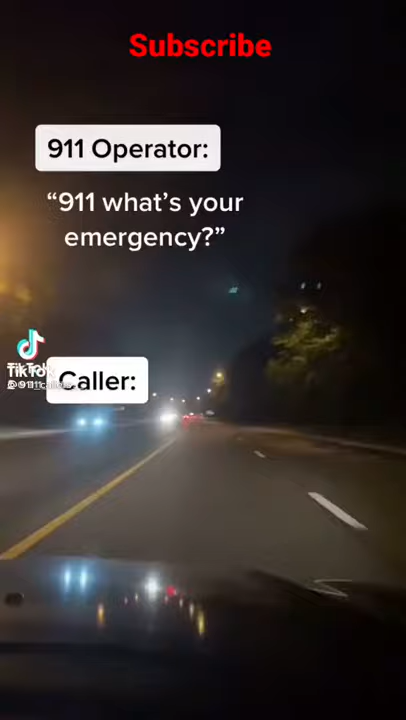 Subscribe
911 Operator:
“911 what’s your
emergency?”
TikTok
Caller: